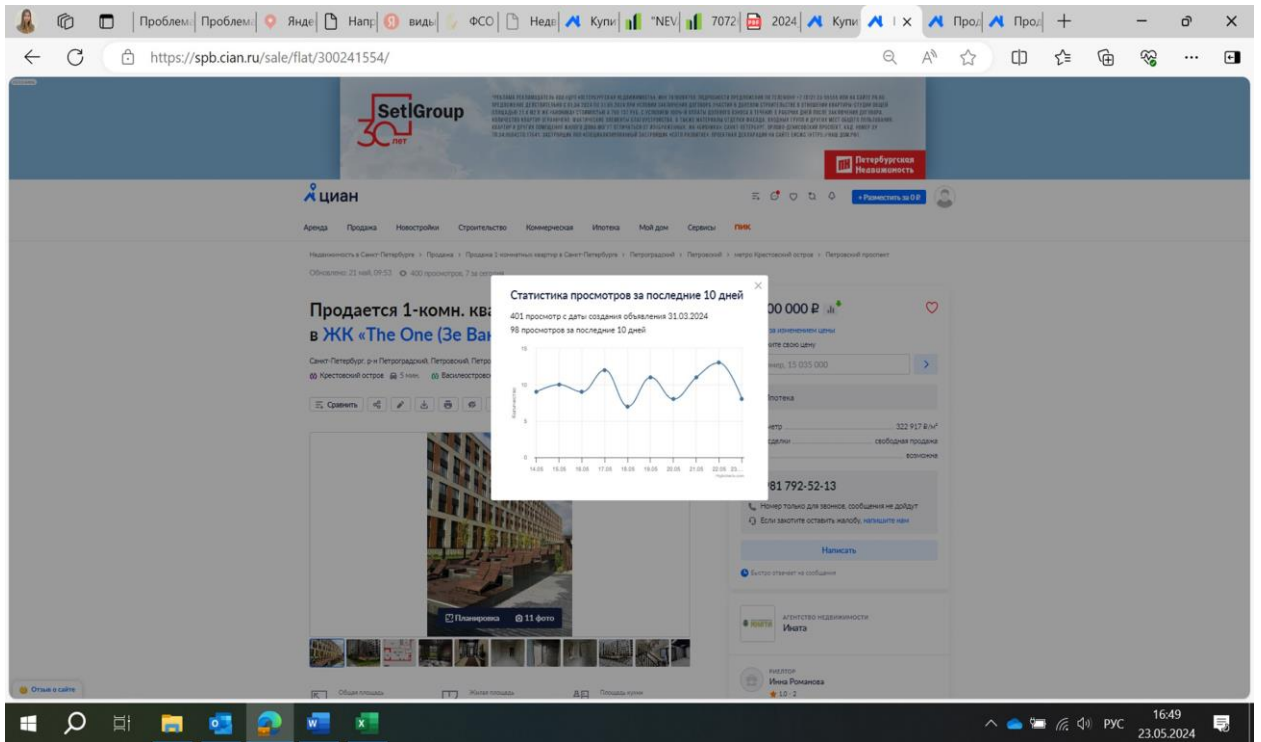 Проблем
Проблем
Янде
Напр
виды
ФСО
Недв
Купи
"NEV
7072
2024
Купи
Прод
Прод
https://spb.cian.ru/sale/flat/300241554/
SetlGroup
30 лет
Петербургская
Недвижимость
циан
+ Разместить за 0 ₽
Аренда Продажа Новостройки Строительство Коммерческая Ипотека Мой дом Сервисы ПИК
Недвижимость в Санкт-Петербурге > Продажа > Продажа 1-комнатных квартир в Санкт-Петербурге > Петроградский > Петровский > метро Крестовский остров > Петровский проспект
Обновлено: 21 май, 09:53 400 просмотров, 7 за сегодня
Продается 1-комн. ква
в ЖК «The One (Зе Ван
Санкт-Петербург, р-н Петроградский, Петровский, Петро
Крестовский остров 5 мин. Василеостровс
Сравнить
Статистика просмотров за последние 10 дней
401 просмотр с даты создания объявления 31.03.2024
98 просмотров за последние 10 дней
15
10
5
0
Количество
14.05 15.05 16.05 17.05 18.05 19.05 20.05 21.05 22.05 23....
Highcharts.com
00 000 ₽
за изменением цены
ите свою цену
мер, 15 035 000
Ипотека
метр 322 917 ₽/м²
сделки свободная продажа
возможна
981 792-52-13
Номер только для звонков, сообщения не дойдут
Если захотите оставить жалобу, напишите нам
Написать
Быстро отвечает на сообщения
Планировка 11 фото
АГЕНТСТВО НЕДВИЖИМОСТИ
Ината
РИЕЛТОР
Инна Романова
Общая площадь Жилая площадь Площадь кухни
Отзыв о сайте
РУС
16:49
23.05.2024